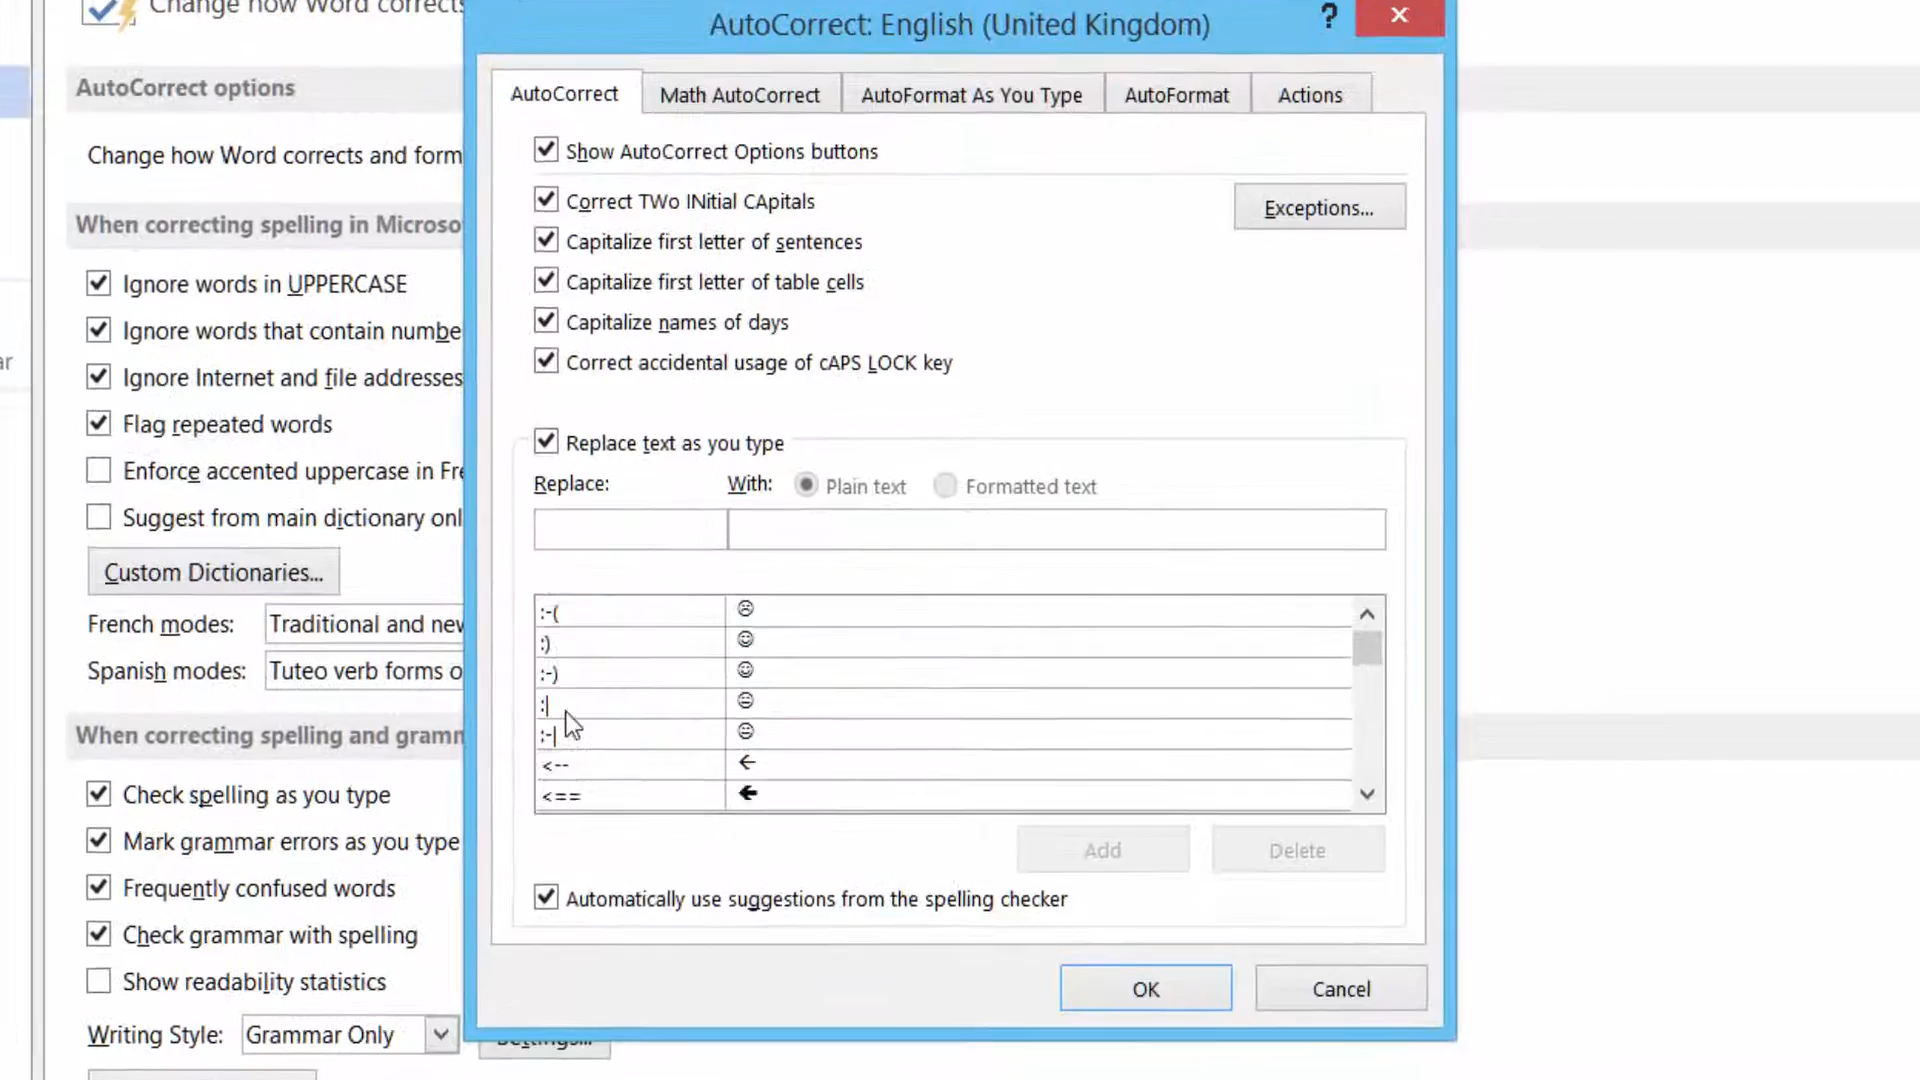 Change how Word corrects
AutoCorrect options
Change how Word corrects and form
When correcting spelling in Microso
Ignore words in UPPERCASE
Ignore words that contain numbe
ar
Ignore Internet and file addresses
Flag repeated words
Enforce accented uppercase in Fre
Suggest from main dictionary onl
Custom Dictionaries...
French modes: Traditional and new
Spanish modes: Tuteo verb forms o
When correcting spelling and gramm
Check spelling as you type
Mark grammar errors as you type
Frequently confused words
Check grammar with spelling
Show readability statistics
Writing Style: Grammar Only
Settings...
AutoCorrect: English (United Kingdom)
?
AutoCorrect Math AutoCorrect AutoFormat As You Type AutoFormat Actions
Show AutoCorrect Options buttons
Correct TWo INitial CApitals
Exceptions...
Capitalize first letter of sentences
Capitalize first letter of table cells
Capitalize names of days
Correct accidental usage of cAPS LOCK key
Replace text as you type
Replace: With: Plain text Formatted text
:-( ☹
:) ☺
:-) ☺
:| 😐
:-| 😐
<-- ←
<== 🡰
Add Delete
Automatically use suggestions from the spelling checker
OK Cancel